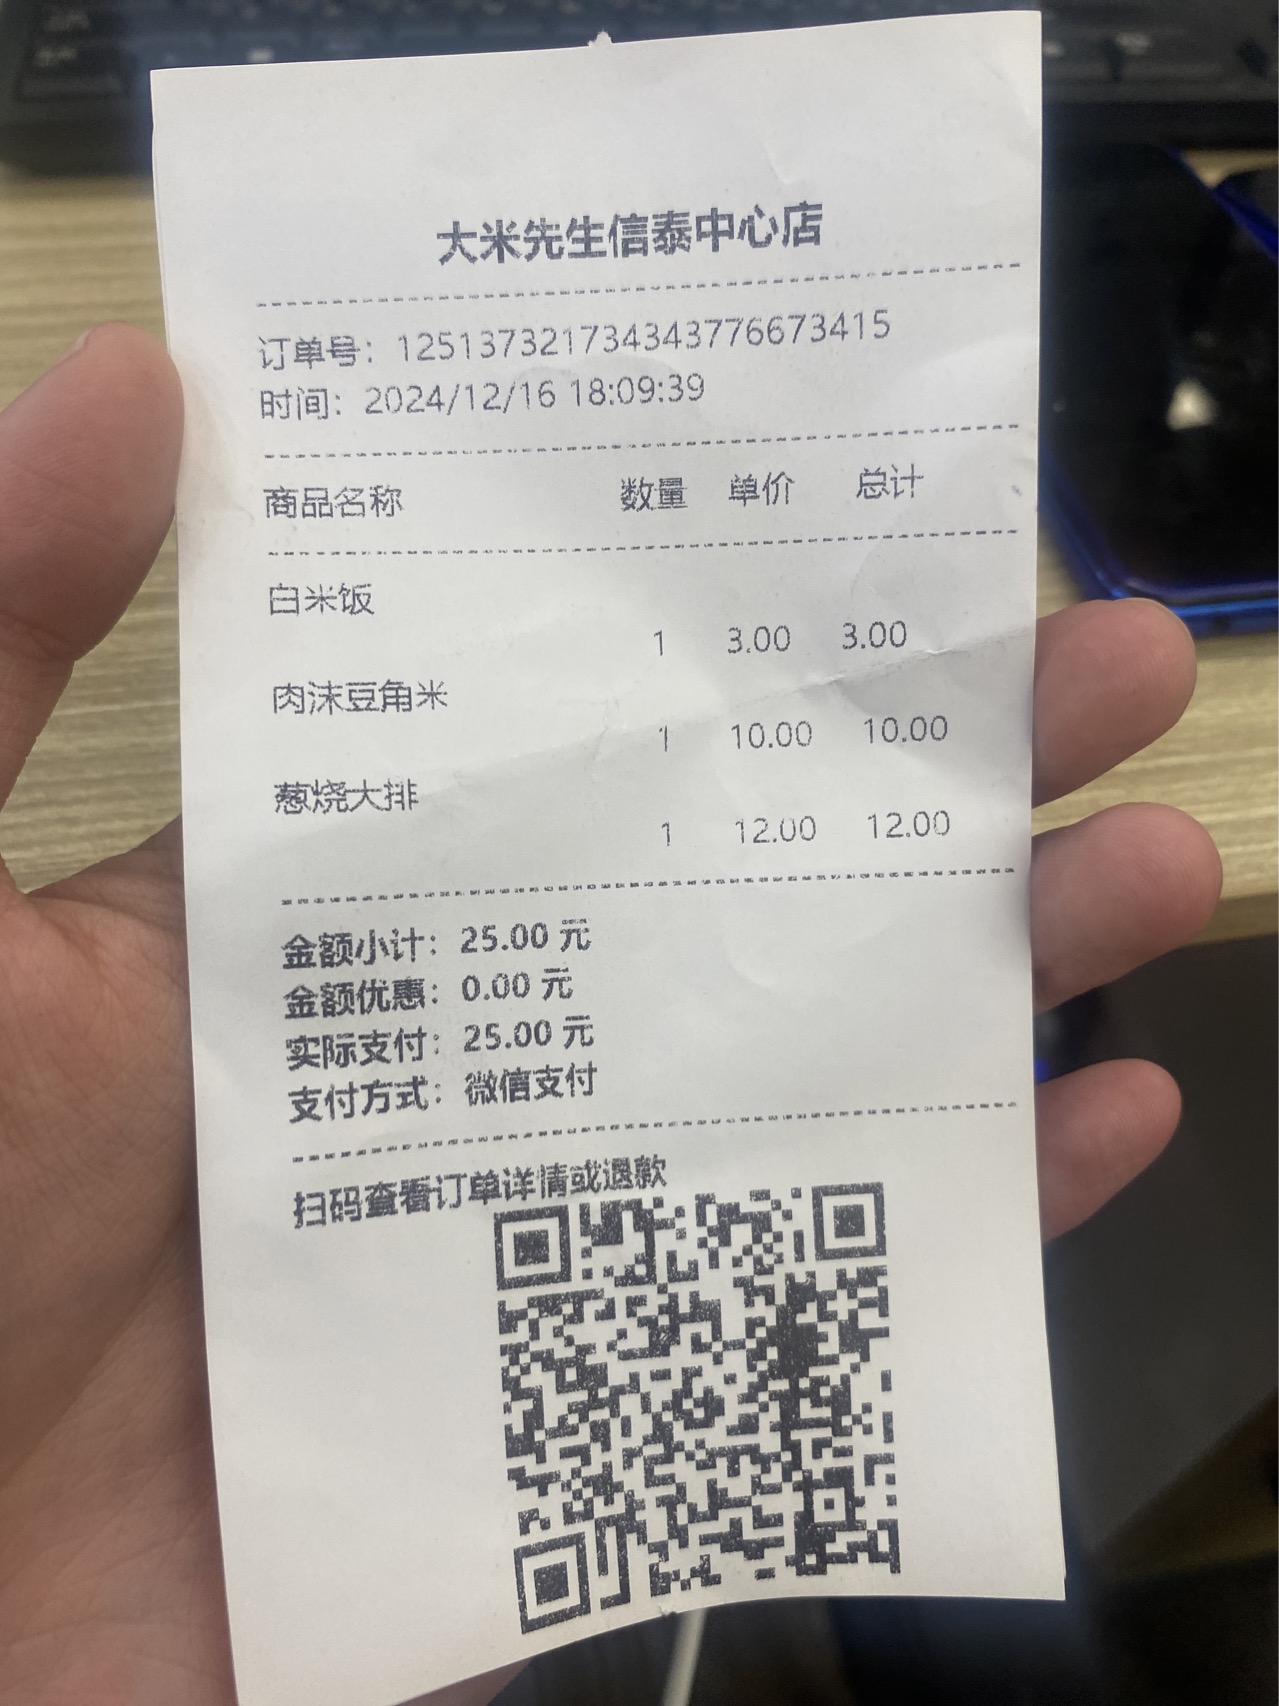 大米先生信泰中心店
订单号：125137321734343776673415
时间：2024/12/16 18:09:39
商品名称 数量 单价 总计
白米饭
1 3.00 3.00
肉沫豆角米
1 10.00 10.00
葱烧大排
1 12.00 12.00
金额小计：25.00 元
金额优惠：0.00 元
实际支付：25.00 元
支付方式：微信支付
扫码查看订单详情或退款